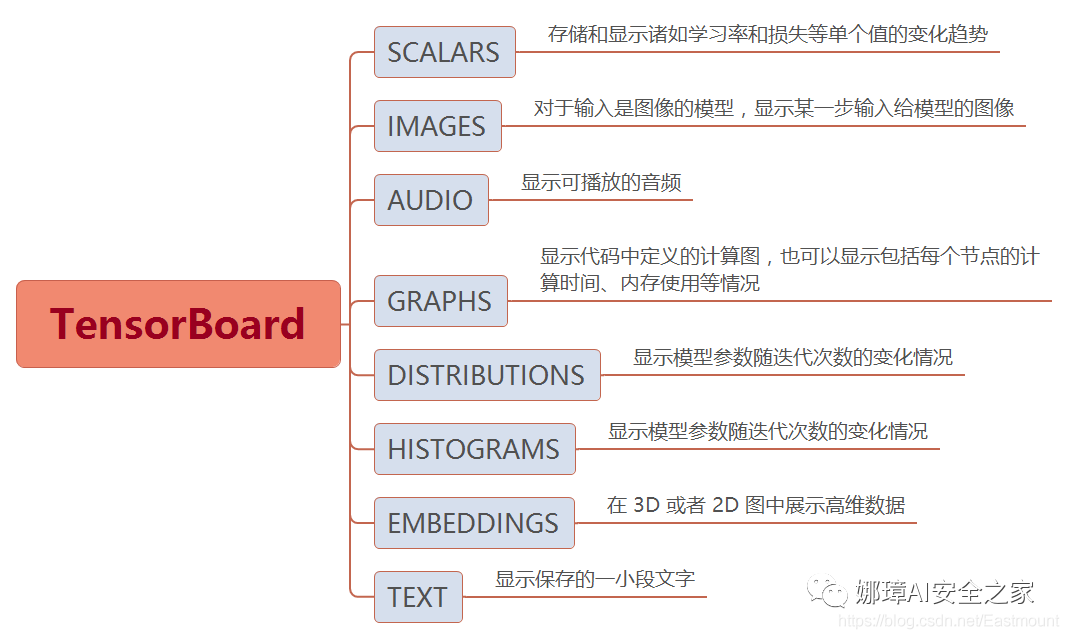 TensorBoard
SCALARS
存储和显示诸如学习率和损失等单个值的变化趋势
IMAGES
对于输入是图像的模型，显示某一步输入给模型的图像
AUDIO
显示可播放的音频
GRAPHS
显示代码中定义的计算图，也可以显示包括每个节点的计
算时间、内存使用等情况
DISTRIBUTIONS
显示模型参数随迭代次数的变化情况
HISTOGRAMS
显示模型参数随迭代次数的变化情况
EMBEDDINGS
在 3D 或者 2D 图中展示高维数据
TEXT
显示保存的一小段文字
娜璋AI安全之家
https://blog.csdn.net/Eastmount